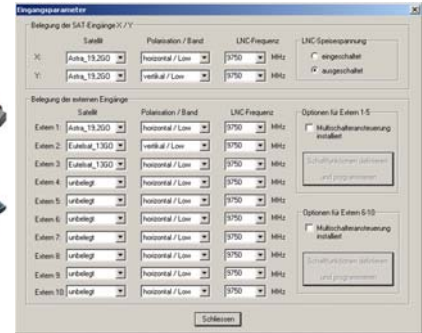 Eingangsparameter
Belegung der SAT-Eingänge X / Y
Satellit Polarisation / Band LNC-Frequenz
X: Astra_19,2GO horizontal / Low 9750 MHz
Y: Astra_19,2GO vertikal / Low 9750 MHz
LNC-Speisespannung
eingeschaltet
ausgeschaltet
Belegung der externen Eingänge
Satellit Polarisation / Band LNC-Frequenz
Extern 1: Astra_19,2GO horizontal / Low 9750 MHz
Extern 2: Eutelsat_13GO vertikal / Low 9750 MHz
Extern 3: Eutelsat_13GO horizontal / Low 9750 MHz
Extern 4: unbelegt horizontal / Low 9750 MHz
Extern 5: unbelegt horizontal / Low 9750 MHz
Extern 6: unbelegt horizontal / Low 9750 MHz
Extern 7: unbelegt horizontal / Low 9750 MHz
Extern 8: unbelegt horizontal / Low 9750 MHz
Extern 9: unbelegt horizontal / Low 9750 MHz
Extern 10: unbelegt horizontal / Low 9750 MHz
Optionen für Extern 1-5
Multischalteransteuerung
installiert
Schaltfunktionen definieren
und programmieren
Optionen für Extern 6-10
Multischalteransteuerung
installiert
Schaltfunktionen definieren
und programmieren
Schliessen